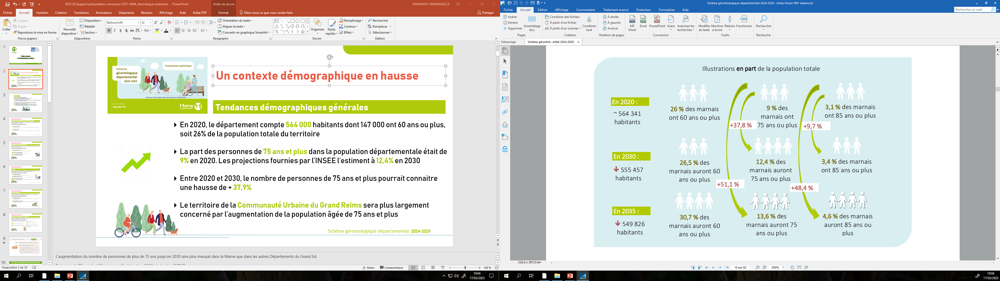 2025-03.Support présentation commune CD51-MSA_thematique isolement - PowerPoint
Outils de dessin
MAINSANT EMMANUELLE
Fichier Accueil Insertion Création Transitions Animations Diaporama Révision Affichage Aide Kofax PDF Format Dites-nous ce que vous voulez faire Partager
Coller
Couper
Copier
Reproduire la mise en forme
Presse-papiers
Nouvelle diapositive
Disposition
Rétablir
Section
Diapositives
Bahnschrift 32
G I S S abc AV Aa
Police
Orientation du texte
Aligner le texte
Convertir en graphique SmartArt
Paragraphe
Organiser
Styles rapides
Remplissage
Contour
Effets
Dessin
Rechercher
Remplacer
Sélectionner
Édition
1
2
3
4
5
6
7
8
9
10
Schéma
gérontologique
départemental
2024-2029
Présentation synthétique
Voté par l'assemblée départementale le 28/06/2024
marne•fr
Marne
LE DÉPARTEMENT
Un contexte démographique en hausse
Tendances démographiques générales
En 2020, le département compte 564 000 habitants dont 147 000 ont 60 ans ou plus,
soit 26% de la population totale du territoire
La part des personnes de 75 ans et plus dans la population départementale était de
9% en 2020. Les projections fournies par l'INSEE l'estiment à 12,4% en 2030
Entre 2020 et 2030, le nombre de personnes de 75 ans et plus pourrait connaitre
une hausse de + 37,9%
Le territoire de la Communauté Urbaine du Grand Reims sera plus largement
concerné par l'augmentation de la population âgée de 75 ans et plus
Schéma gérontologique départemental 2024-2029
L'augmentation du nombre de personnes de plus de 75 ans jusqu'en 2030 sera plus marqué dans la Marne que dans les autres Départements du Grand Est.
Diapositive 2 de 35
Notes Commentaires 108 %
10:04
17/03/2025
Schéma gérontologique départemental 2024-2029 - Kofax Power PDF Advanced
Fichier Accueil Edition Affichage Commentaire Traitement avancé Protection Formulaires Aide
Rechercher un outil
Insérer
Extraire
Supprimer
Assemblage doc.
Pages
Combiner des fichiers
À partir d'un fichier
À partir d'un scanner
Combiner tout
Création
À droite
À gauche
Avancé
Rotation de pages
MS Word
Excel
PowerPoint
Autre
Autoriser les recherches
Conversion
Modifier du texte
Machine à écrire
Réduire
Fractionner
Outils
Rechercher
Recherche
Démarrage
Schéma gérontol...ental 2024-2029
Illustrations en part de la population totale
En 2020 :
~ 564 341
habitants
26 % des marnais
ont 60 ans ou plus
9 % des
marnais ont
75 ans ou plus
3,1 % des marnais
ont 85 ans ou plus
+37,8 %
+9,7 %
En 2030 :
555 457
habitants
26,5 % des
marnais auront 60
ans ou plus
12,4 % des
marnais auront
75 ans ou plus
3,4 % des marnais
ont 85 ans ou plus
+51,1 %
+48,4 %
En 2035 :
549 826
habitants
30,7 % des
marnais auront 60
ans ou plus
13,6 % des
marnais auront 75
ans ou plus
4,6 % des marnais
auront 85 ans ou
plus
210,0 x 297,0 mm
10 sur 62
200%
10:04
17/03/2025